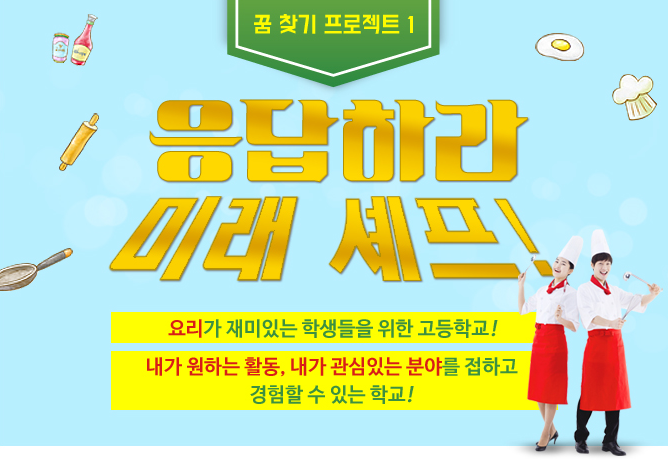 꿈 찾기 프로젝트 1
응답하라
미래 셰프!
요리가 재미있는 학생들을 위한 고등학교!
내가 원하는 활동, 내가 관심있는 분야를 접하고
경험할 수 있는 학교!